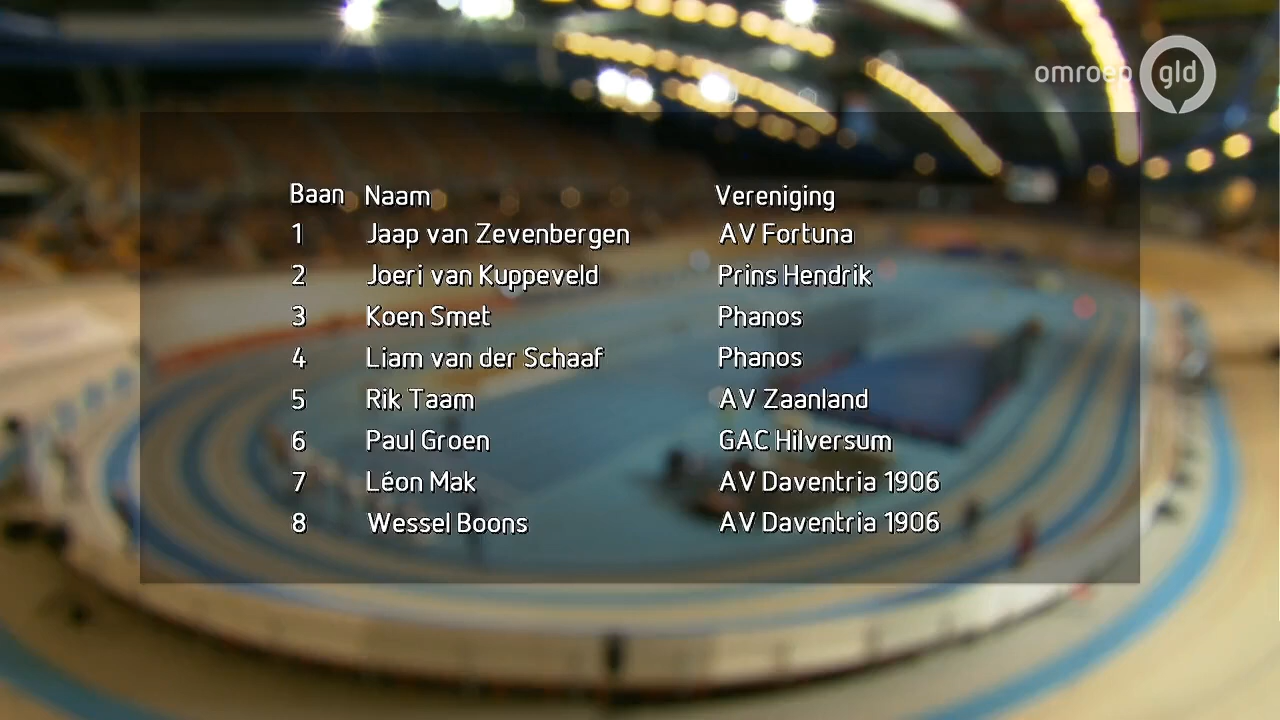 omroep gld
Baan Naam Vereniging
1 Jaap van Zevenbergen AV Fortuna
2 Joeri van Kuppeveld Prins Hendrik
3 Koen Smet Phanos
4 Liam van der Schaaf Phanos
5 Rik Taam AV Zaanland
6 Paul Groen GAC Hilversum
7 Léon Mak AV Daventria 1906
8 Wessel Boons AV Daventria 1906